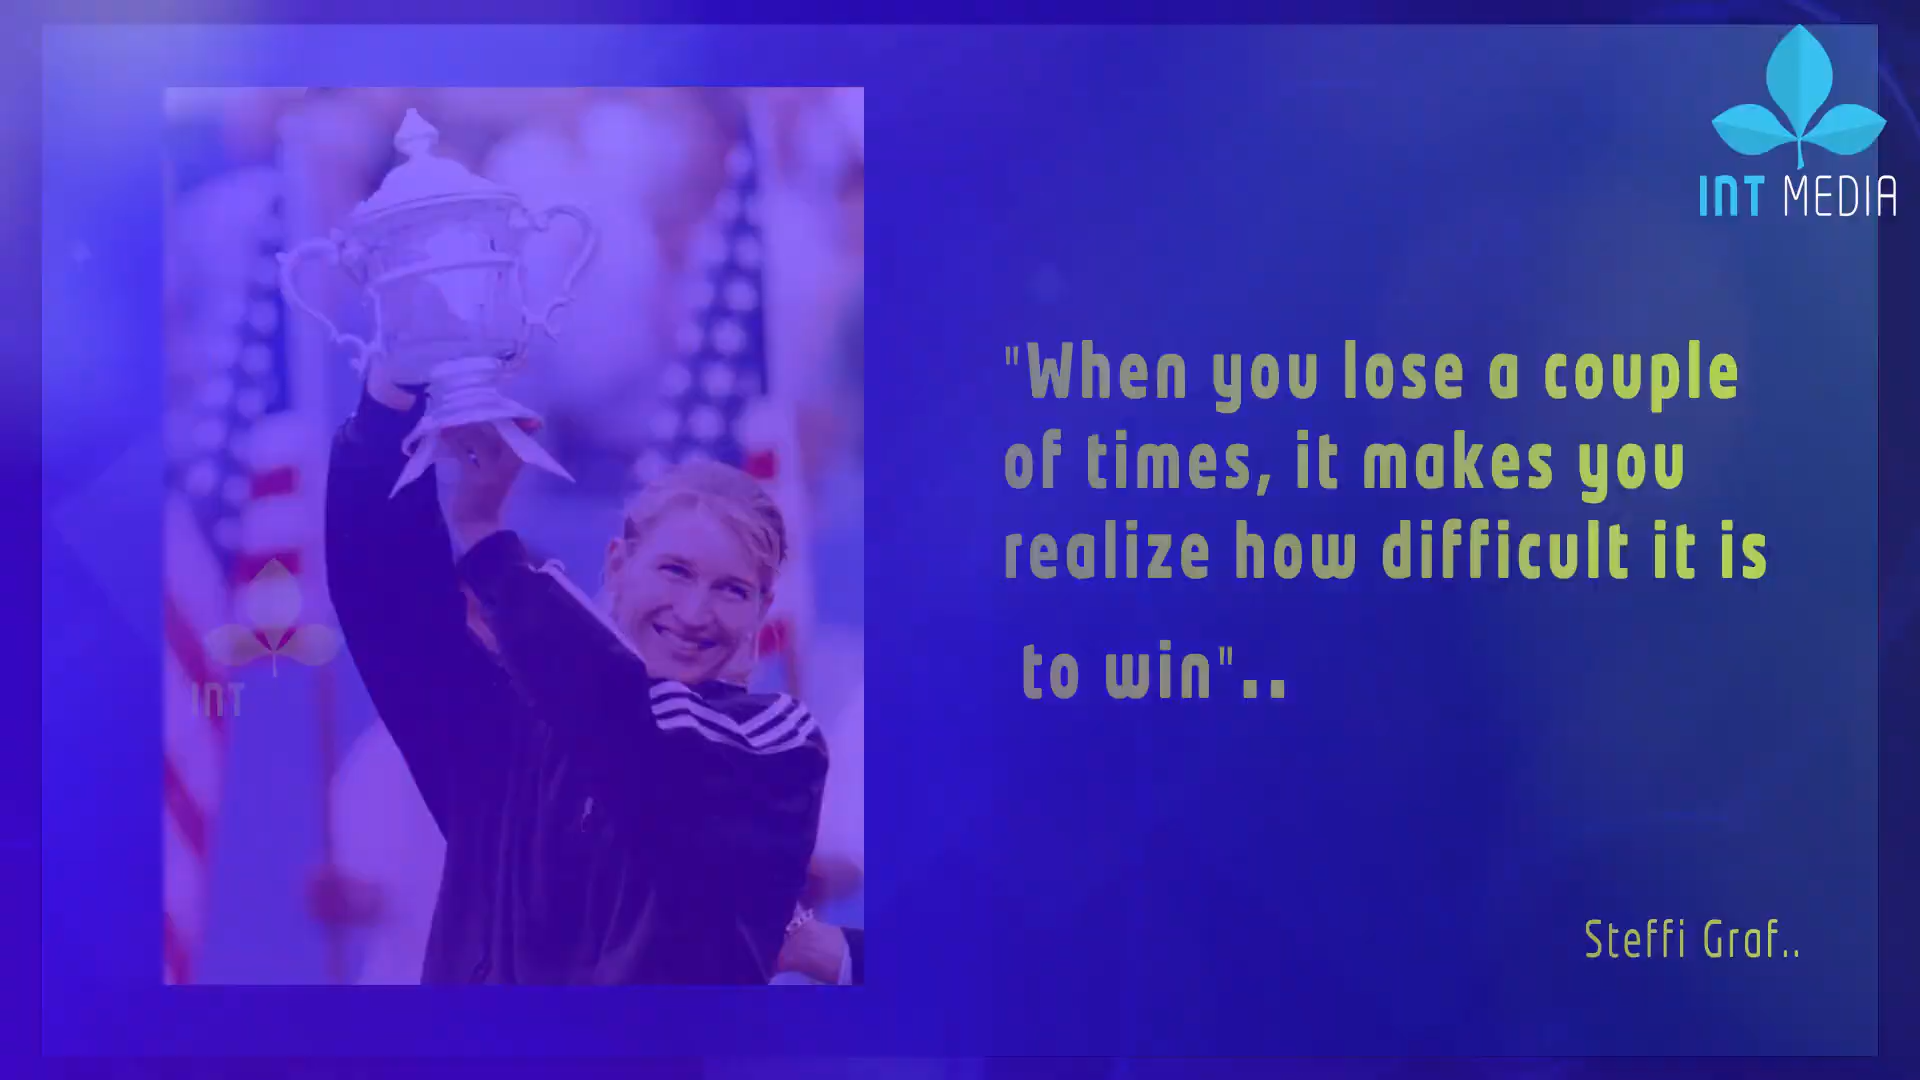 INT MEDIA
"When you lose a couple
of times, it makes you
realize how difficult it is
to win"..
Steffi Graf..
INT